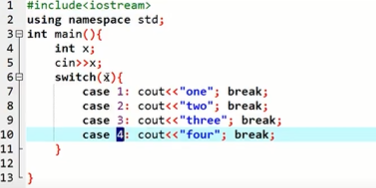 1 #include<iostream>
2 using namespace std;
3 int main(){
4 int x;
5 cin>>x;
6 switch(x){
7 case 1: cout<<"one"; break;
8 case 2: cout<<"two"; break;
9 case 3: cout<<"three"; break;
10 case 4: cout<<"four"; break;
11 }
12
13 }